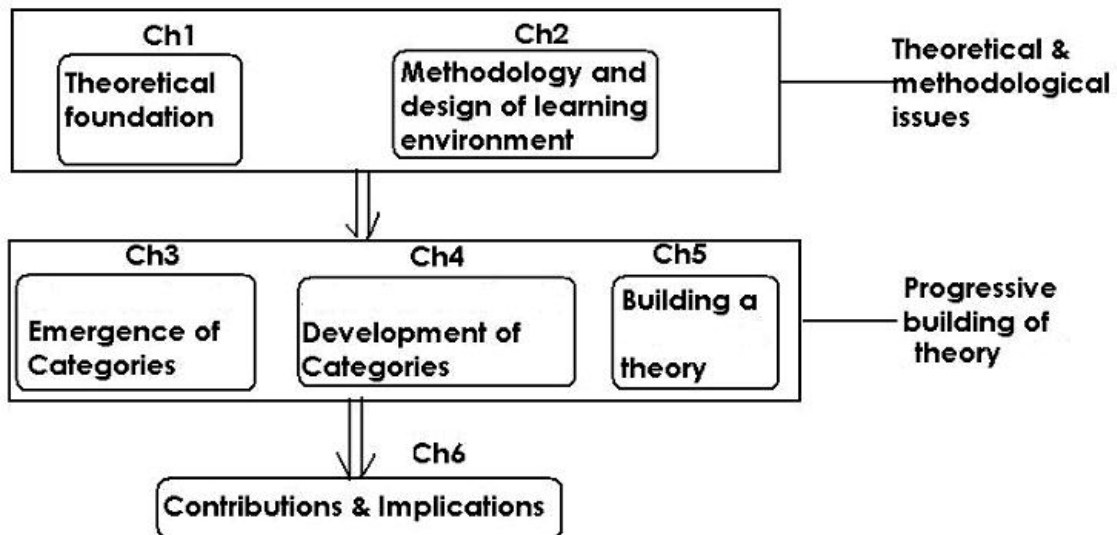 Ch1
Theoretical
foundation
Ch2
Methodology and
design of learning
environment
Theoretical &
methodological
issues
Ch3
Emergence of
Categories
Ch4
Development of
Categories
Ch5
Building a
theory
Progressive
building of
theory
Ch6
Contributions & Implications